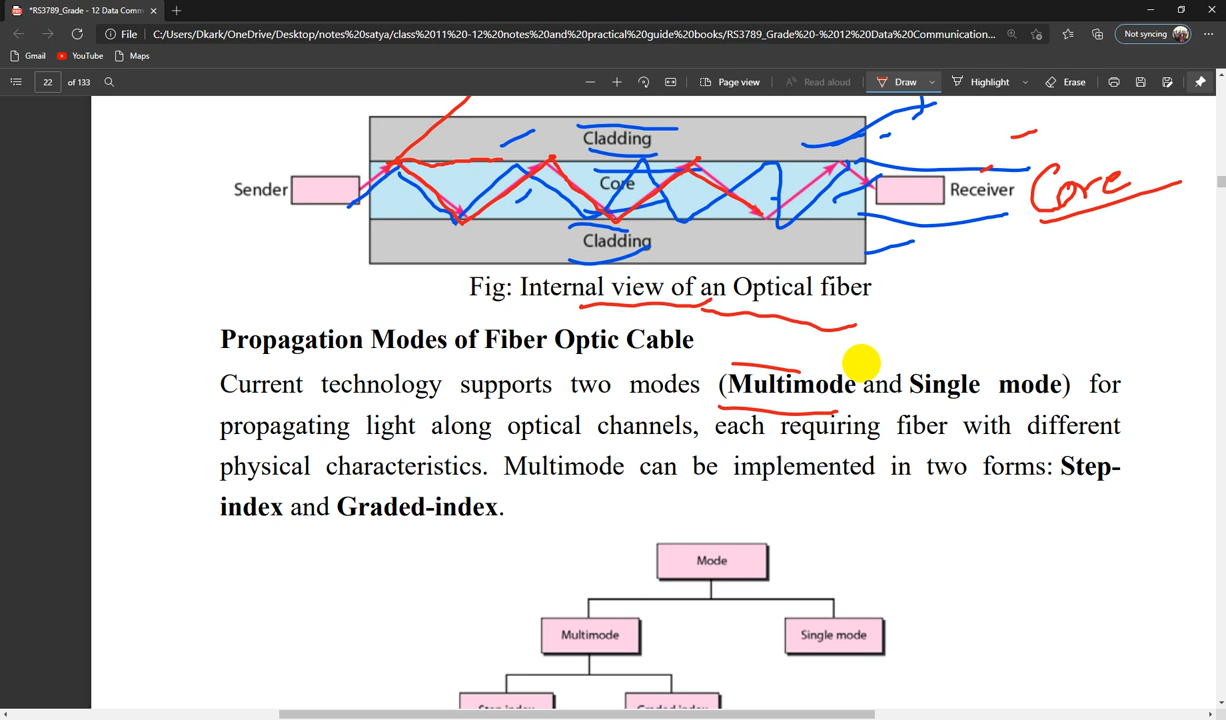 *RS3789_Grade - 12 Data Comm
File
C:/Users/Dkark/OneDrive/Desktop/notes%20satya/class%2011%20-12%20notes%20and%20practical%20guide%20books/RS3789_Grade%20-%2012%20Data%20Communication...
Not syncing
Gmail YouTube Maps
22 of 133
Page view
Read aloud
Draw
Highlight
Erase
Cladding
Sender
Core
Receiver
Core
Cladding
Fig: Internal view of an Optical fiber
Propagation Modes of Fiber Optic Cable
Current technology supports two modes (Multimode and Single mode) for
propagating light along optical channels, each requiring fiber with different
physical characteristics. Multimode can be implemented in two forms: Step-
index and Graded-index.
Mode
Multimode
Single mode
Step index
Graded index